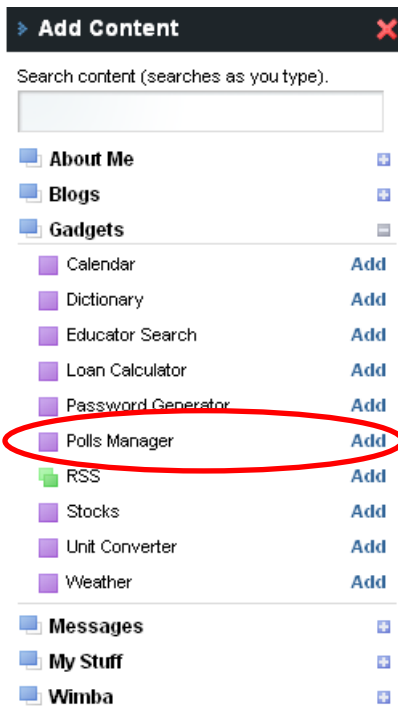 Add Content
Search content (searches as you type).
About Me
Blogs
Gadgets
Calendar Add
Dictionary Add
Educator Search Add
Loan Calculator Add
Password Generator Add
Polls Manager Add
RSS Add
Stocks Add
Unit Converter Add
Weather Add
Messages
My Stuff
Wimba